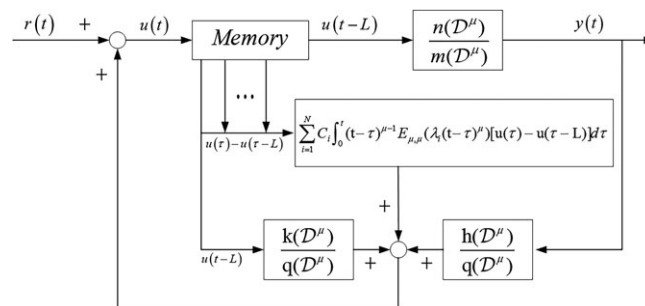 r(t) + u(t) Memory u(t−L) n(𝒟^μ)/m(𝒟^μ) y(t)
+
...
∑_{i=1}^{N} C_i ∫_0^t (t−τ)^{μ−1} E_{μ,μ}(λ_i(t−τ)^μ)[u(τ)−u(τ−L)]dτ
u(τ)−u(τ−L)
+
u(t−L) k(𝒟^μ)/q(𝒟^μ) + + h(𝒟^μ)/q(𝒟^μ)